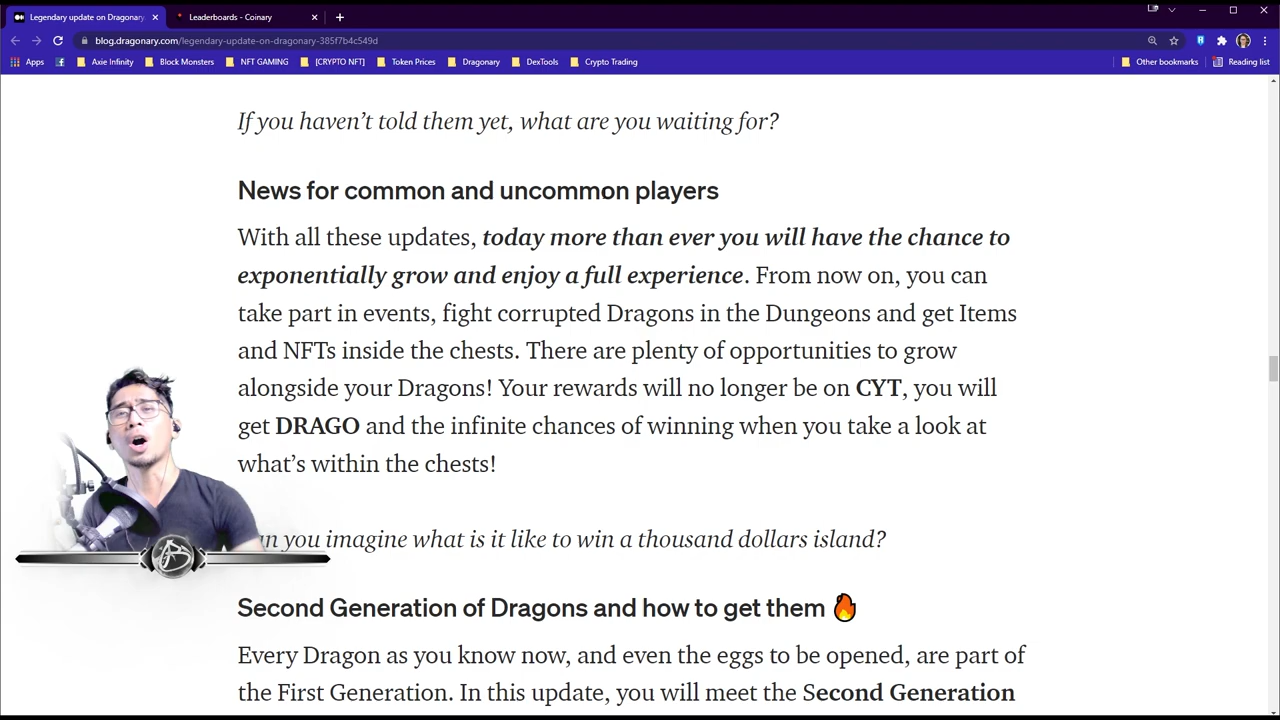 Legendary update on Dragonary
Leaderboards - Coinary
blog.dragonary.com/legendary-update-on-dragonary-385f7b4c549d
Apps
Axie Infinity
Block Monsters
NFT GAMING
[CRYPTO NFT]
Token Prices
Dragonary
DexTools
Crypto Trading
Other bookmarks
Reading list
If you haven’t told them yet, what are you waiting for?
News for common and uncommon players
With all these updates, today more than ever you will have the chance to
exponentially grow and enjoy a full experience. From now on, you can
take part in events, fight corrupted Dragons in the Dungeons and get Items
and NFTs inside the chests. There are plenty of opportunities to grow
alongside your Dragons! Your rewards will no longer be on CYT, you will
get DRAGO and the infinite chances of winning when you take a look at
what’s within the chests!
you imagine what is it like to win a thousand dollars island?
Second Generation of Dragons and how to get them 🔥
Every Dragon as you know now, and even the eggs to be opened, are part of
the First Generation. In this update, you will meet the Second Generation